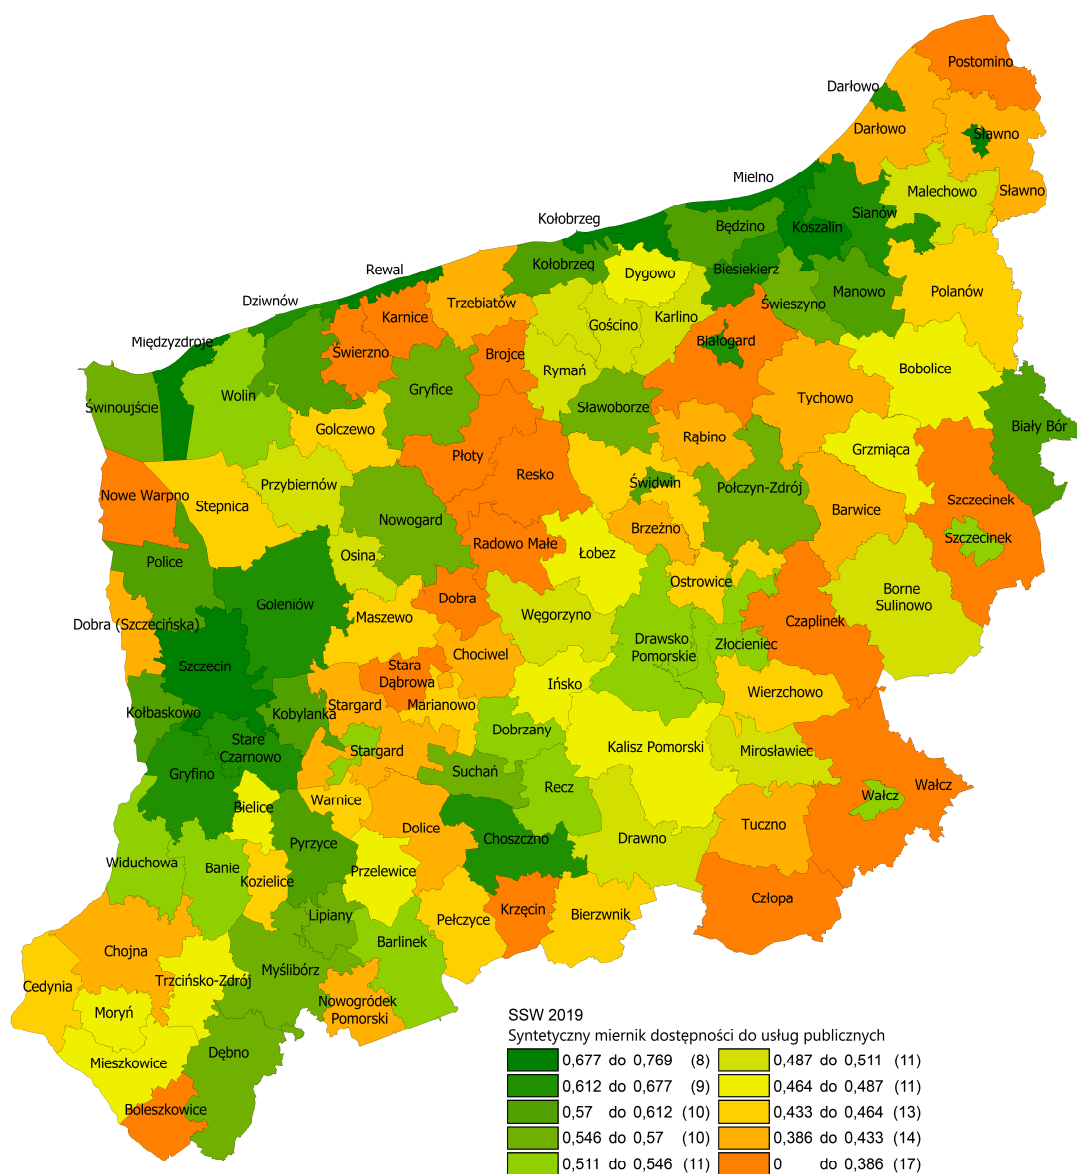 Postomino
Darłowo
Darłowo
Sławno
Mielno
Malechowo
Sławno
Sianów
Kołobrzeg
Będzino
Koszalin
Rewal
Kołobrzeg
Dygowo
Biesiekierz
Manowo
Polanów
Dziwnów
Trzebiatów
Świeszyno
Karnice
Gościno
Karlino
Międzyzdroje
Świerzno
Brojce
Białogard
Rymań
Bobolice
Wolin
Gryfice
Tychowo
Świnoujście
Sławoborze
Golczewo
Rąbino
Biały Bór
Płoty
Grzmiąca
Resko
Świdwin
Przybiernów
Połczyn-Zdrój
Nowe Warpno
Stepnica
Szczecinek
Barwice
Nowogard
Brzeżno
Szczecinek
Radowo Małe
Łobez
Osina
Police
Ostrowice
Borne
Sulinowo
Goleniów
Dobra
Węgorzyno
Maszewo
Czaplinek
Dobra (Szczecińska)
Drawsko
Pomorskie
Złocieniec
Chociwel
Szczecin
Stara
Dąbrowa
Ińsko
Wierzchowo
Stargard
Marianowo
Kołbaskowo
Kobylanka
Dobrzany
Stare
Czarnowo
Stargard
Kalisz Pomorski
Mirosławiec
Gryfino
Suchań
Recz
Wałcz
Wałcz
Bielice
Warnice
Tuczno
Dolice
Choszczno
Drawno
Pyrzyce
Widuchowa
Banie
Przelewice
Kozielice
Człopa
Krzęcin
Bierzwnik
Lipiany
Pełczyce
Barlinek
Chojna
Myślibórz
Trzcińsko-Zdrój
Cedynia
Nowogródek
Pomorski
Moryń
Dębno
Mieszkowice
Boleszkowice
SSW 2019
Syntetyczny miernik dostępności do usług publicznych
0,677 do 0,769 (8)
0,612 do 0,677 (9)
0,57 do 0,612 (10)
0,546 do 0,57 (10)
0,511 do 0,546 (11)
0,487 do 0,511 (11)
0,464 do 0,487 (11)
0,433 do 0,464 (13)
0,386 do 0,433 (14)
0 do 0,386 (17)